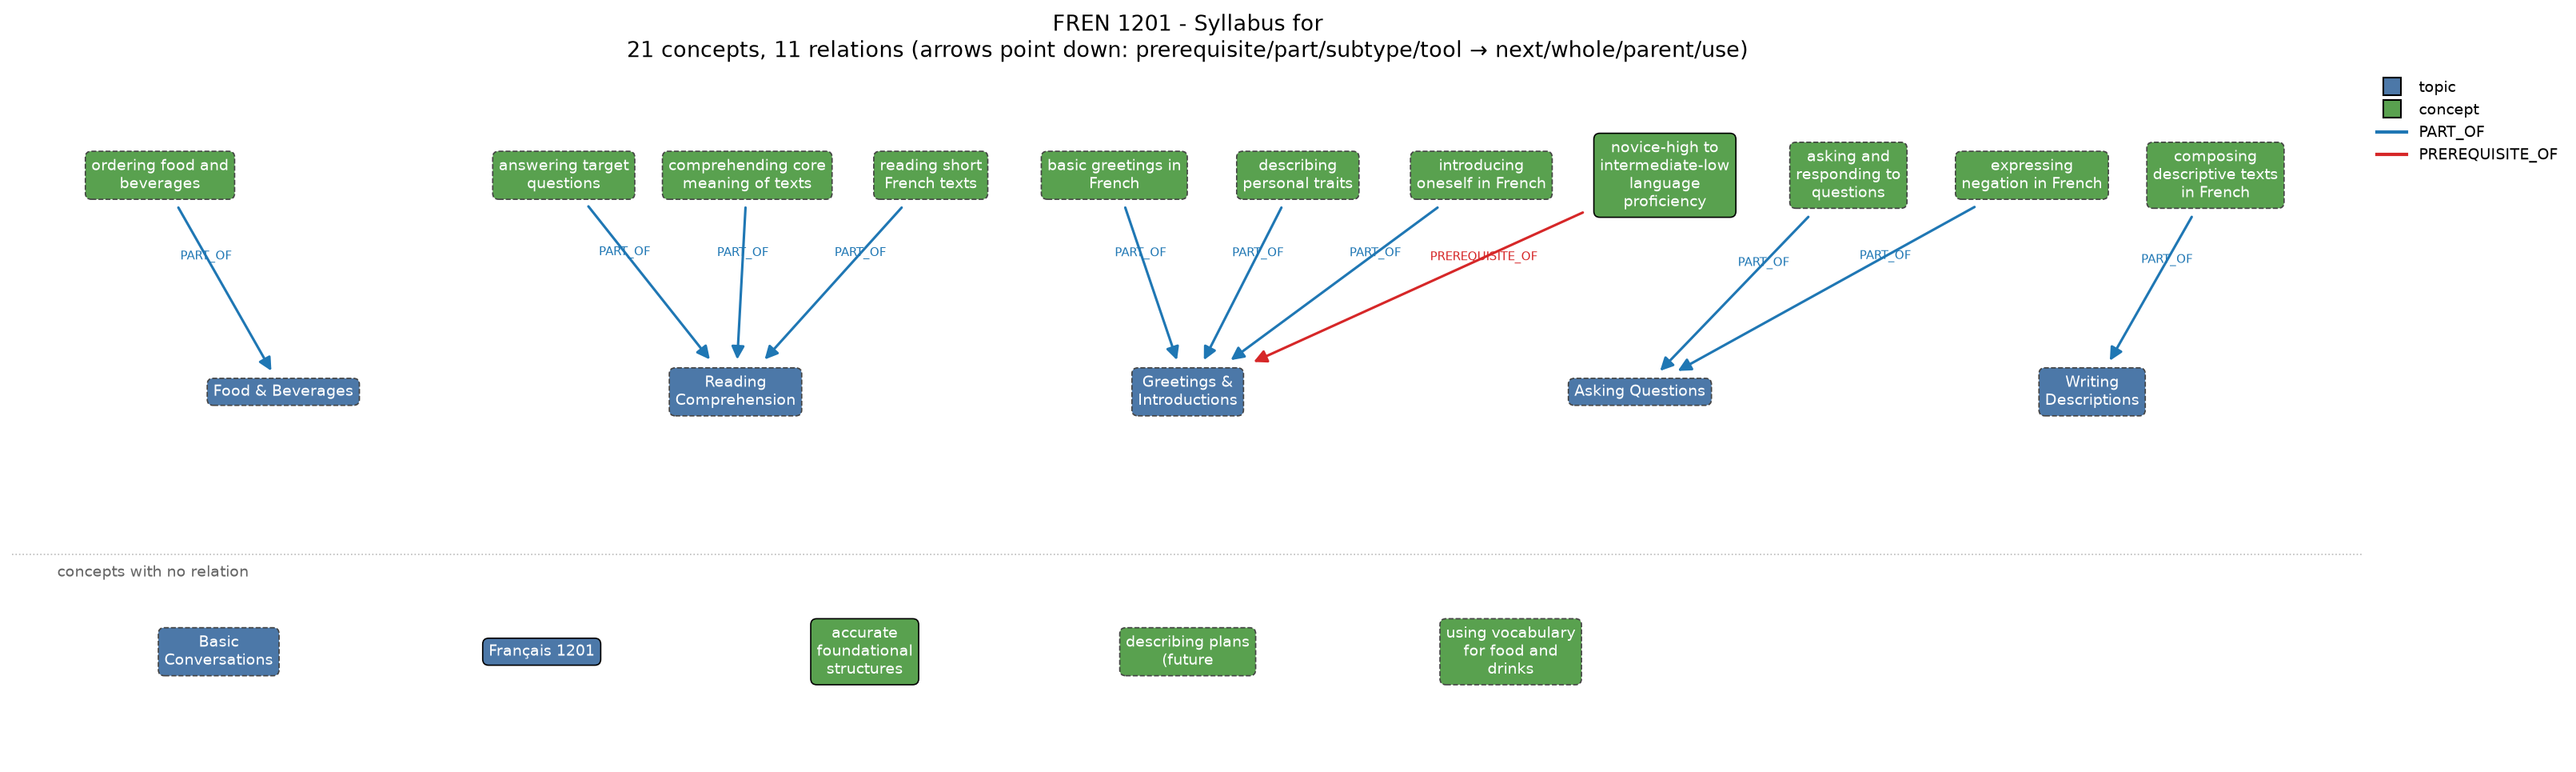 FREN 1201 - Syllabus for
21 concepts, 11 relations (arrows point down: prerequisite/part/subtype/tool → next/whole/parent/use)
topic
concept
PART_OF
PREREQUISITE_OF
ordering food and
beverages
answering target
questions
comprehending core
meaning of texts
reading short
French texts
basic greetings in
French
describing
personal traits
introducing
oneself in French
novice-high to
intermediate-low
language
proficiency
asking and
responding to
questions
expressing
negation in French
composing
descriptive texts
in French
PART_OF
PART_OF
PART_OF
PART_OF
PART_OF
PART_OF
PART_OF
PREREQUISITE_OF
PART_OF
PART_OF
PART_OF
Food & Beverages
Reading
Comprehension
Greetings &
Introductions
Asking Questions
Writing
Descriptions
concepts with no relation
Basic
Conversations
Français 1201
accurate
foundational
structures
describing plans
(future
using vocabulary
for food and
drinks